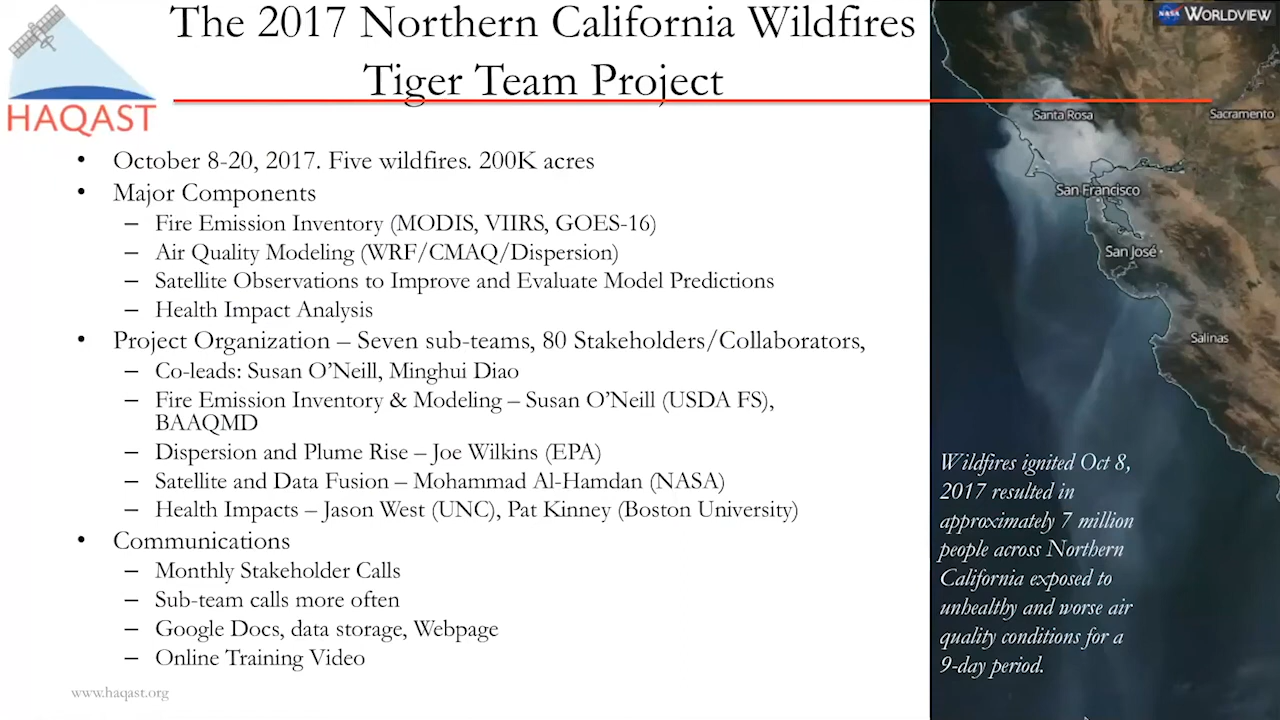 The 2017 Northern California Wildfires
Tiger Team Project
HAQAST
• October 8-20, 2017. Five wildfires. 200K acres
• Major Components
– Fire Emission Inventory (MODIS, VIIRS, GOES-16)
– Air Quality Modeling (WRF/CMAQ/Dispersion)
– Satellite Observations to Improve and Evaluate Model Predictions
– Health Impact Analysis
• Project Organization – Seven sub-teams, 80 Stakeholders/Collaborators,
– Co-leads: Susan O'Neill, Minghui Diao
– Fire Emission Inventory & Modeling – Susan O'Neill (USDA FS),
BAAQMD
– Dispersion and Plume Rise – Joe Wilkins (EPA)
– Satellite and Data Fusion – Mohammad Al-Hamdan (NASA)
– Health Impacts – Jason West (UNC), Pat Kinney (Boston University)
• Communications
– Monthly Stakeholder Calls
– Sub-team calls more often
– Google Docs, data storage, Webpage
– Online Training Video
www.haqast.org
NASA WORLDVIEW
Santa Rosa
Sacramento
San Francisco
San José
Salinas
Wildfires ignited Oct 8,
2017 resulted in
approximately 7 million
people across Northern
California exposed to
unhealthy and worse air
quality conditions for a
9-day period.